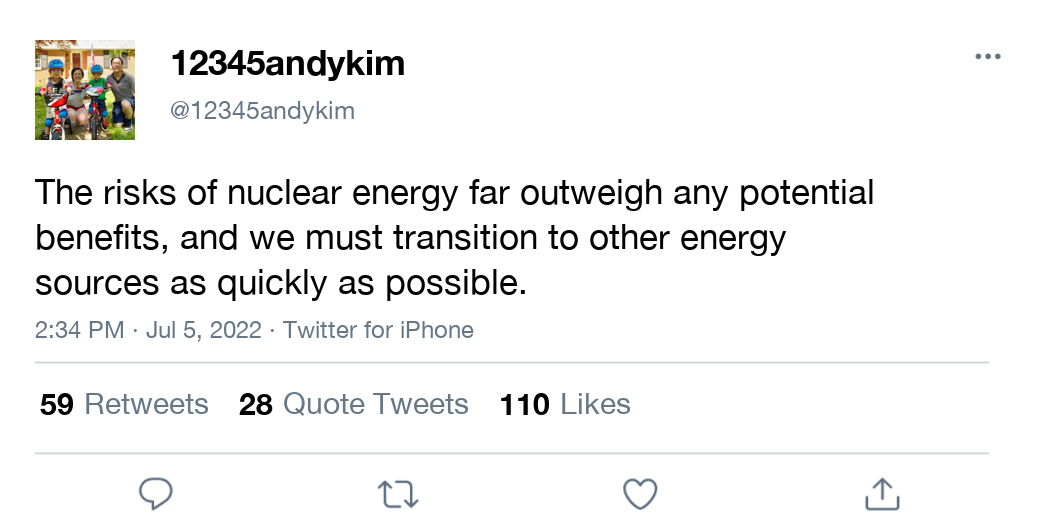 12345andykim
@12345andykim
The risks of nuclear energy far outweigh any potential
benefits, and we must transition to other energy
sources as quickly as possible.
2:34 PM · Jul 5, 2022 · Twitter for iPhone
59 Retweets 28 Quote Tweets 110 Likes